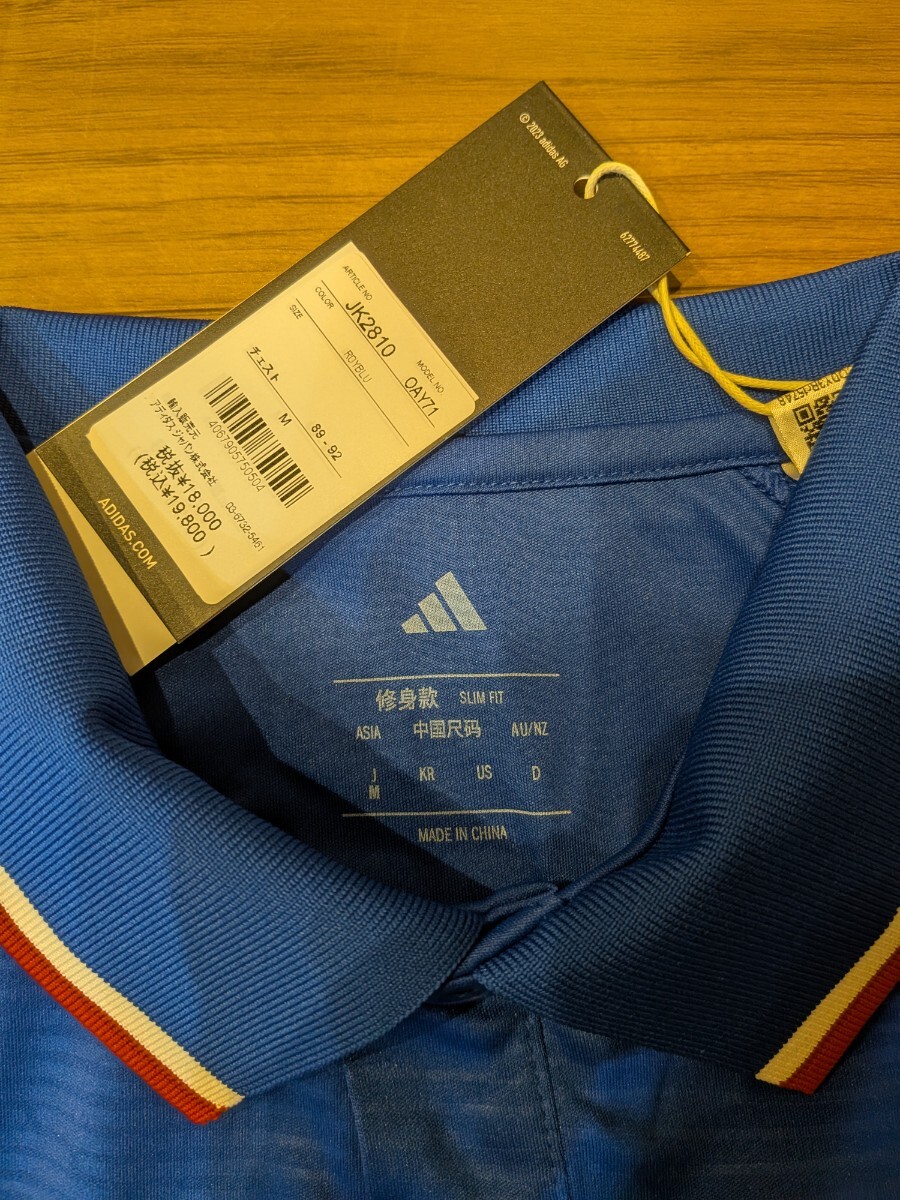 © 2023 adidas AG
62774487
ARTICLE NO
MODEL NO
JK2810
OAY71
COLOR
ROYBLU
SIZE
チェスト
M
89 - 92
4067905750504
輸入販売元
アディダスジャパン株式会社
03-6732-5461
税抜¥18,000
(税込¥19,800 )
ADIDAS.COM
修身款 SLIM FIT
ASIA 中国尺码 AU/NZ
J KR US D
M
MADE IN CHINA